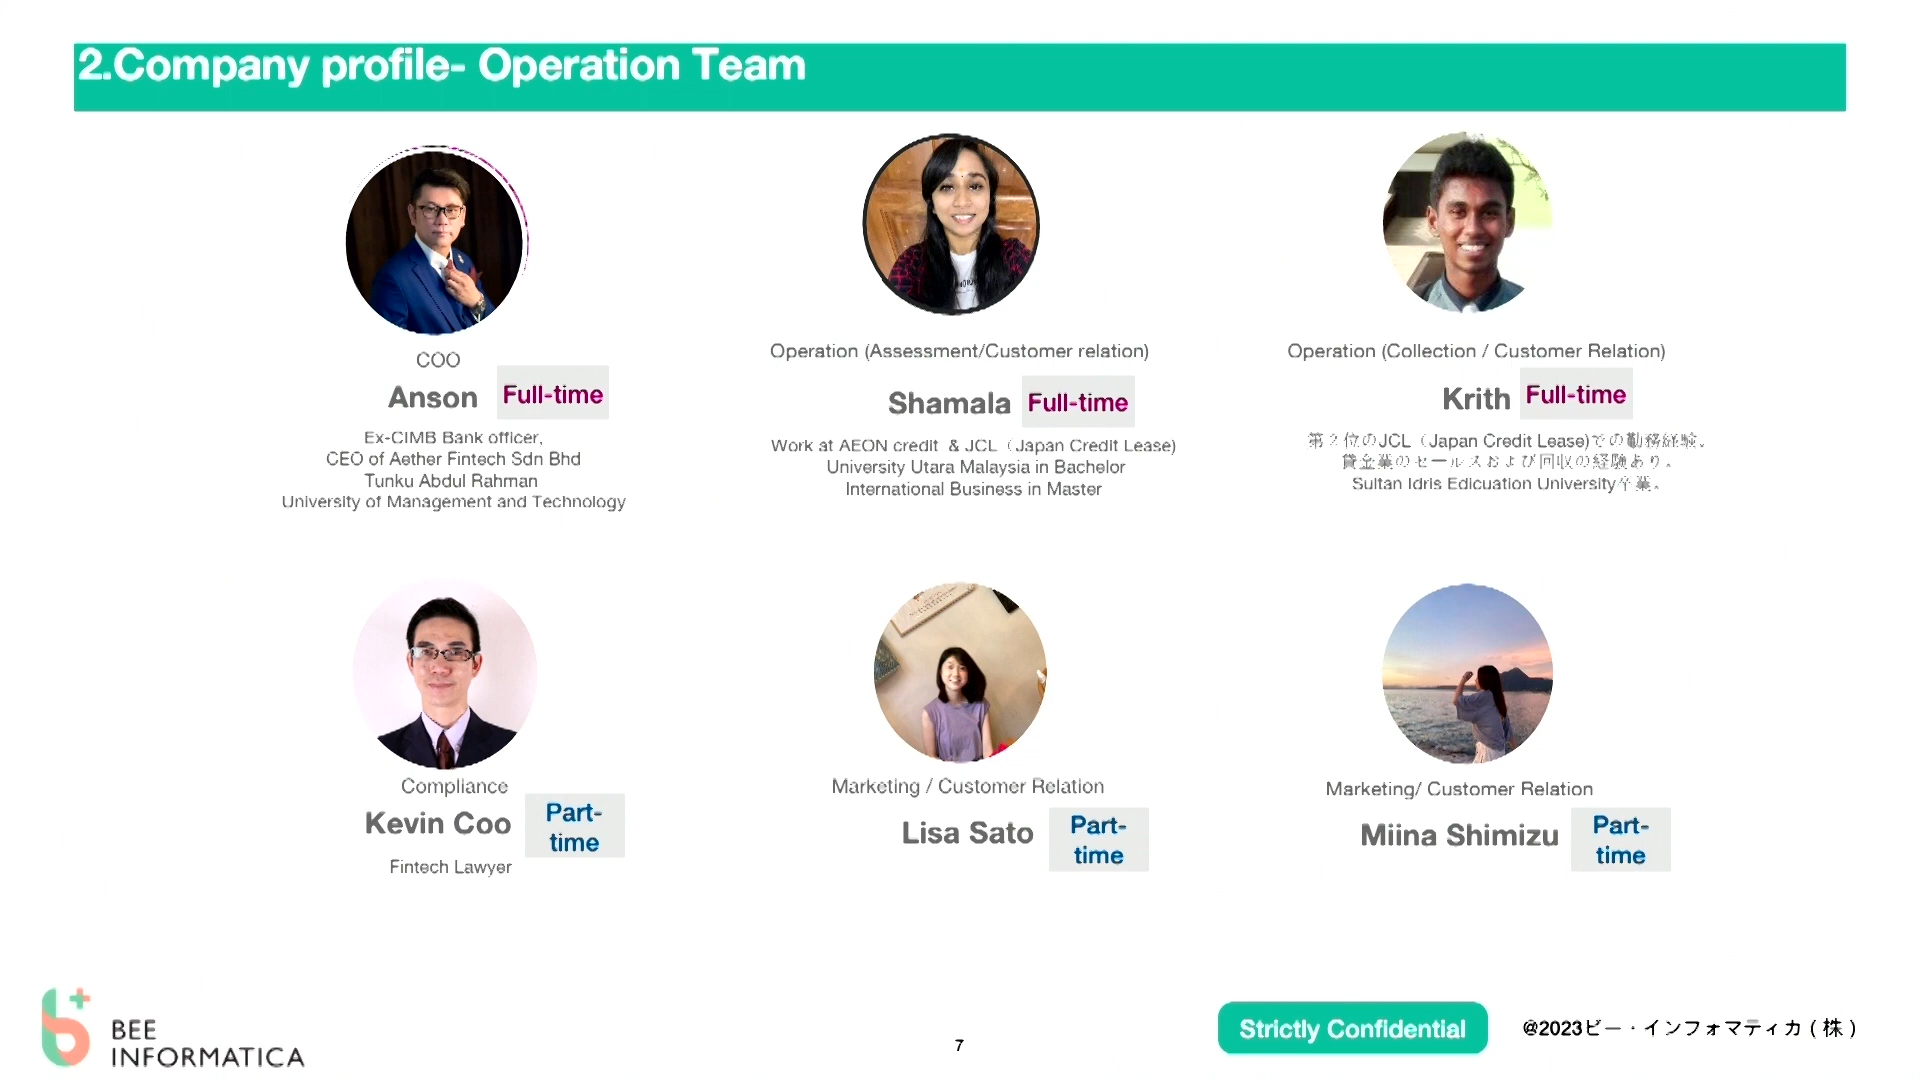 2.Company profile- Operation Team
COO
Anson Full-time
Ex-CIMB Bank officer,
CEO of Aether Fintech Sdn Bhd
Tunku Abdul Rahman
University of Management and Technology
Operation (Assessment/Customer relation)
Shamala Full-time
Work at AEON credit & JCL（Japan Credit Lease)
University Utara Malaysia in Bachelor
International Business in Master
Operation (Collection / Customer Relation)
Krith Full-time
第２位のJCL（Japan Credit Lease)での勤務経験。
貸金業のセールスおよび回収の経験あり。
Sultan Idris Edicuation University卒業。
Compliance
Kevin Coo Part-
time
Fintech Lawyer
Marketing / Customer Relation
Lisa Sato Part-
time
Marketing/ Customer Relation
Miina Shimizu Part-
time
BEE
INFORMATICA
7
Strictly Confidential
@2023ビー・インフォマティカ（株）